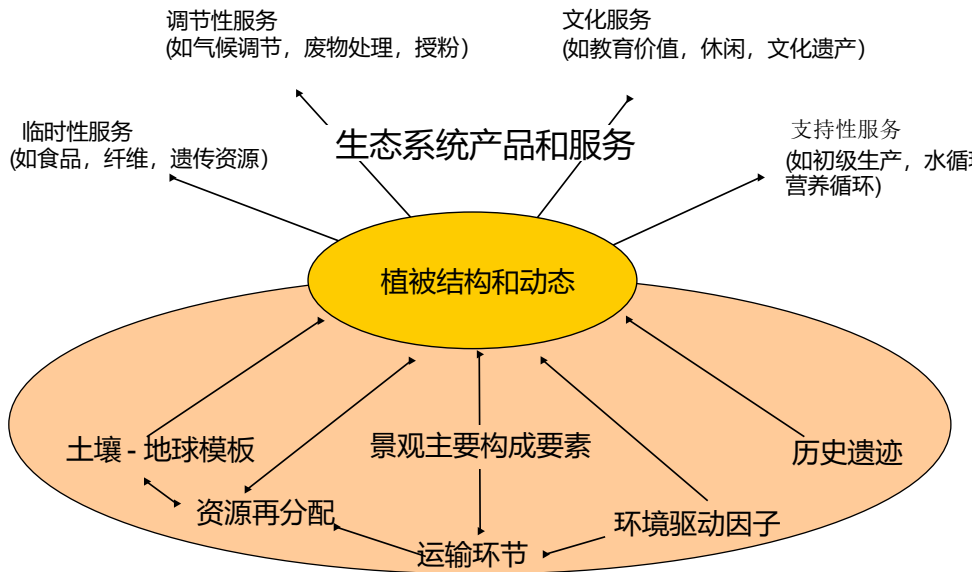 调节性服务
(如气候调节，废物处理，授粉)
文化服务
(如教育价值，休闲，文化遗产)
临时性服务
(如食品，纤维，遗传资源)
生态系统产品和服务
支持性服务
(如初级生产，水循环
营养循环)
植被结构和动态
土壤 - 地球模板
景观主要构成要素
历史遗迹
资源再分配
环境驱动因子
运输环节